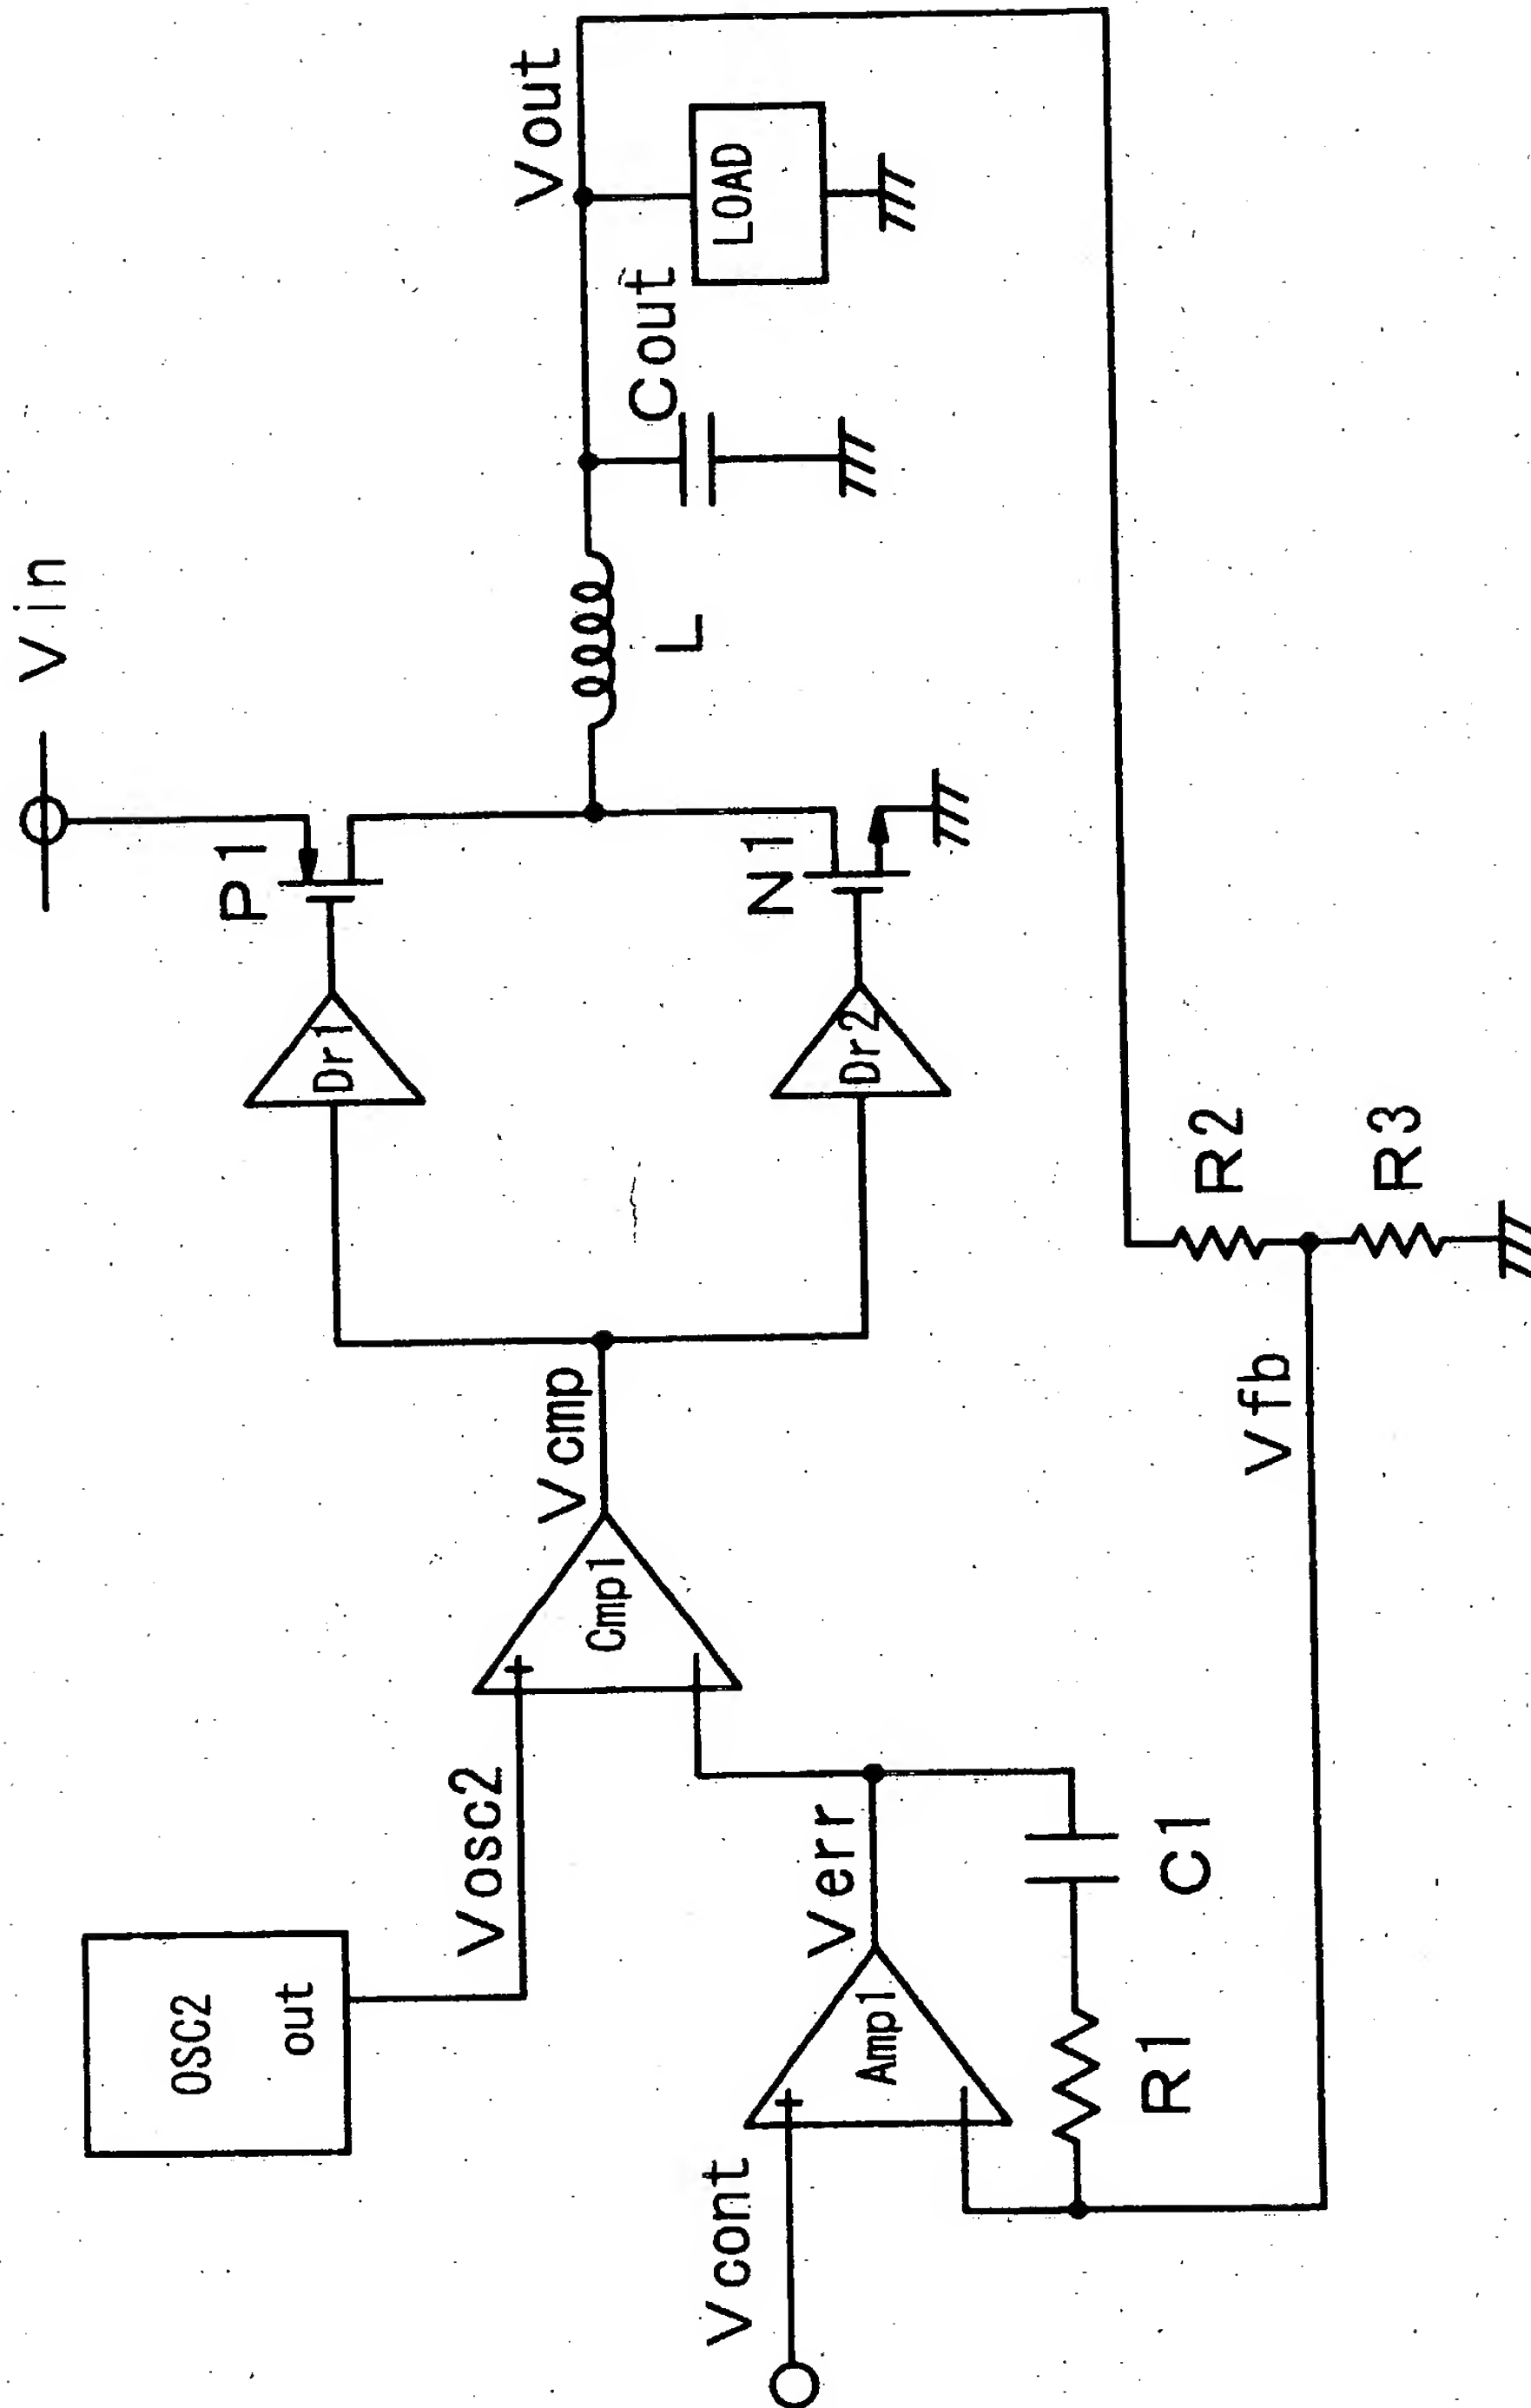 Vin
OSC2
out
P1
Dr1
Vosc2
Cmp1
Vcmp
L
Cout
Vout
LOAD
Vcont
Amp1
Verr
N1
Dr2
R1
C1
Vfb
R2
R3